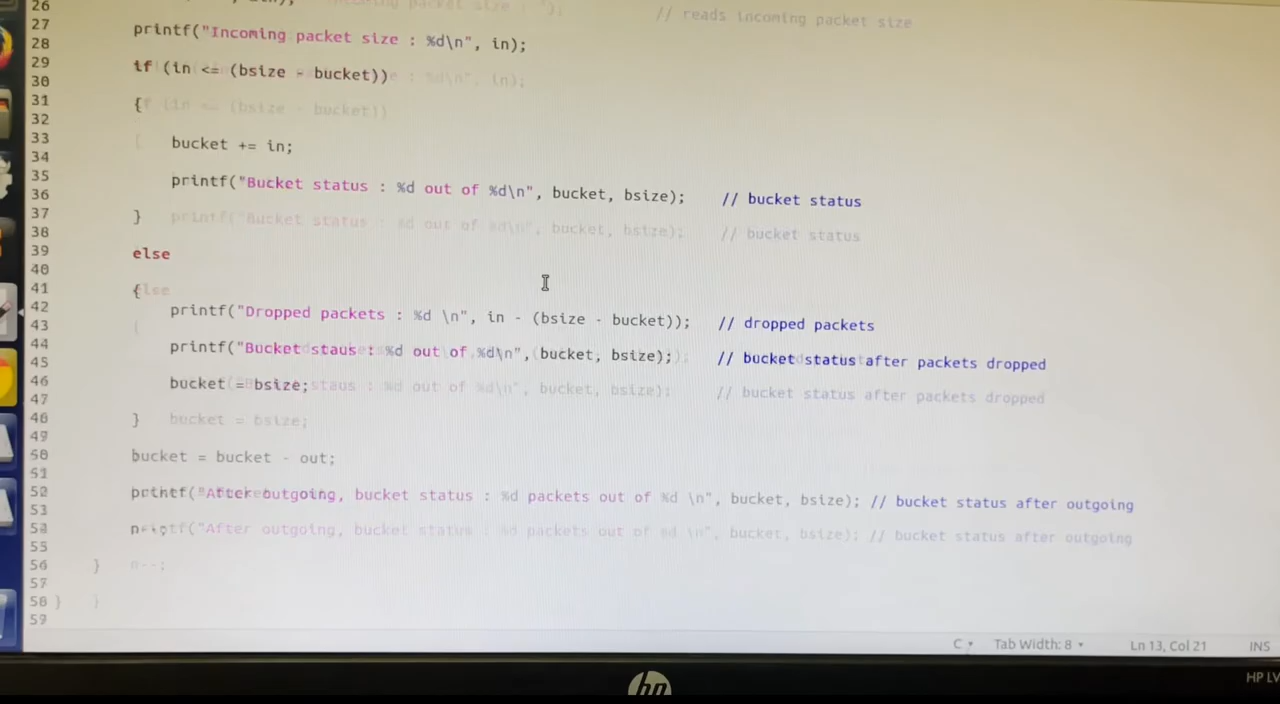 26
27 // reads incoming packet size
28 printf("Incoming packet size : %d\n", in);
29 if (in <= (bsize - bucket))
30
31 {
32
33 bucket += in;
34
35 printf("Bucket status : %d out of %d\n", bucket, bsize); // bucket status
36
37 }
38
39 else
40
41 {
42 printf("Dropped packets : %d \n", in - (bsize - bucket)); // dropped packets
43
44 printf("Bucket staus : %d out of %d\n", bucket, bsize); // bucket status after packets dropped
45
46 bucket = bsize;
47
48 }
49
50 bucket = bucket - out;
51
52 printf("After outgoing, bucket status : %d packets out of %d \n", bucket, bsize); // bucket status after outgoing
53
55
56 }
57
58 }
59
C Tab Width: 8 Ln 13, Col 21 INS
hp HP LV